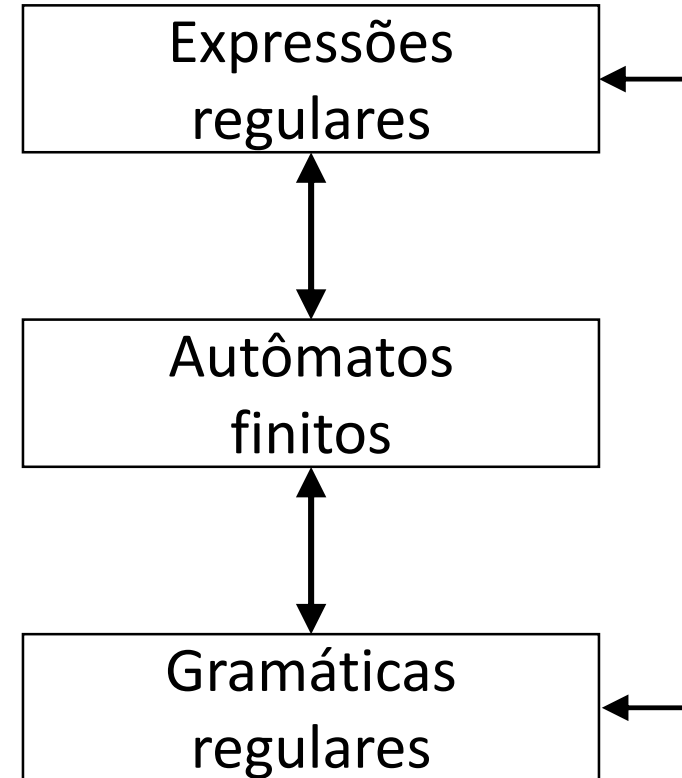 Expressões
regulares
Autômatos
finitos
Gramáticas
regulares